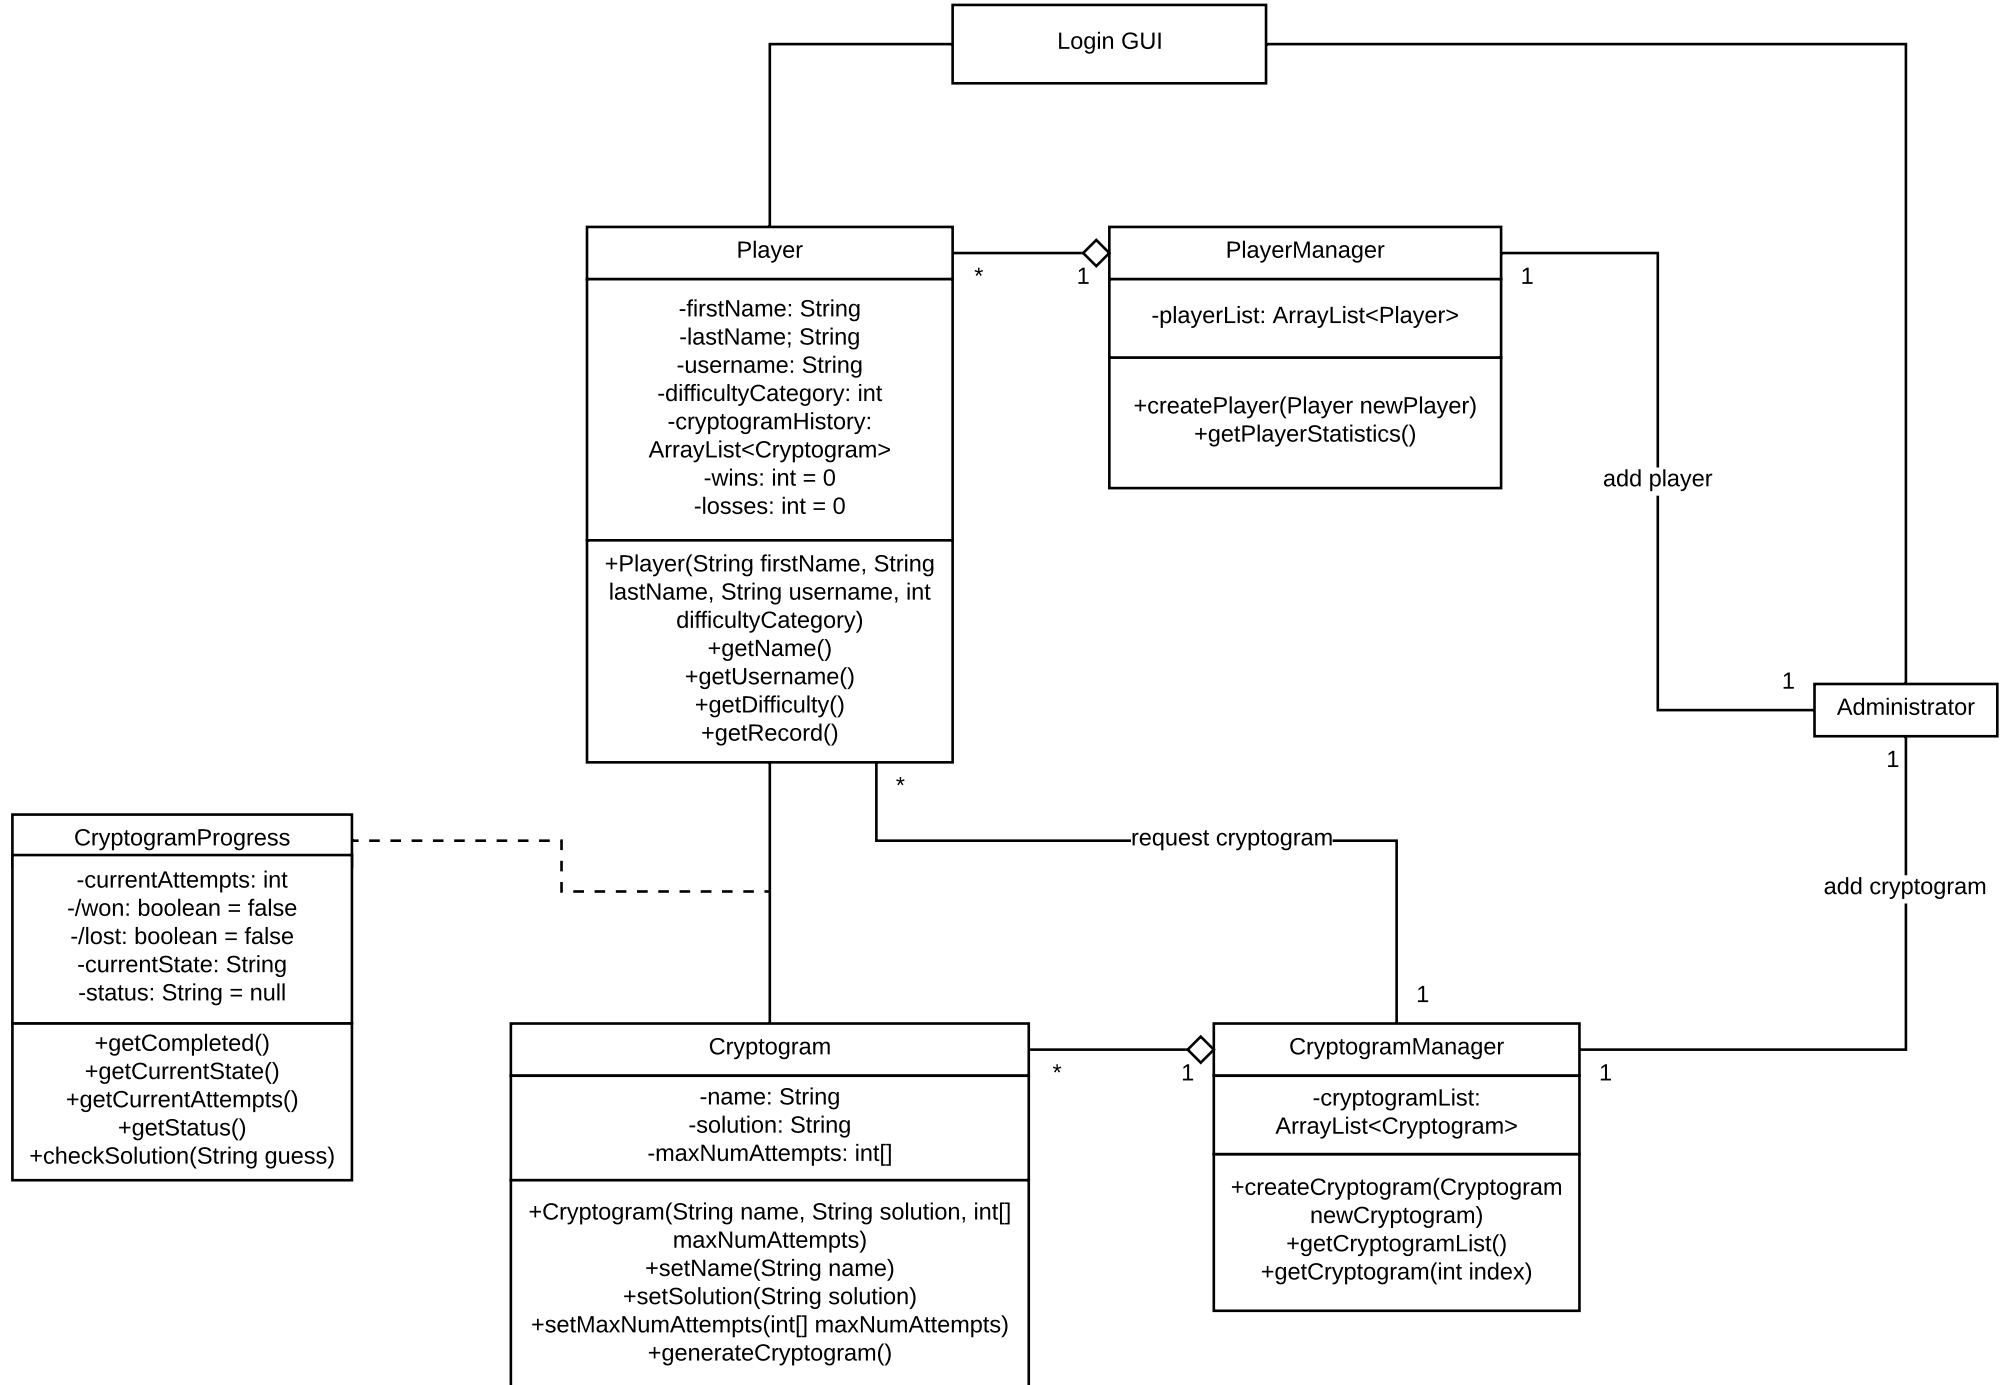 Login GUI
Player
*
1
PlayerManager
1
-firstName: String
-lastName; String
-username: String
-difficultyCategory: int
-cryptogramHistory:
ArrayList<Cryptogram>
-wins: int = 0
-losses: int = 0
-playerList: ArrayList<Player>
+createPlayer(Player newPlayer)
+getPlayerStatistics()
add player
+Player(String firstName, String
lastName, String username, int
difficultyCategory)
+getName()
+getUsername()
+getDifficulty()
+getRecord()
1
Administrator
1
*
request cryptogram
1
add cryptogram
CryptogramProgress
-currentAttempts: int
-/won: boolean = false
-/lost: boolean = false
-currentState: String
-status: String = null
+getCompleted()
+getCurrentState()
+getCurrentAttempts()
+getStatus()
+checkSolution(String guess)
Cryptogram
*
1
CryptogramManager
1
-name: String
-solution: String
-maxNumAttempts: int[]
+Cryptogram(String name, String solution, int[]
maxNumAttempts)
+setName(String name)
+setSolution(String solution)
+setMaxNumAttempts(int[] maxNumAttempts)
+generateCryptogram()
-cryptogramList:
ArrayList<Cryptogram>
+createCryptogram(Cryptogram
newCryptogram)
+getCryptogramList()
+getCryptogram(int index)